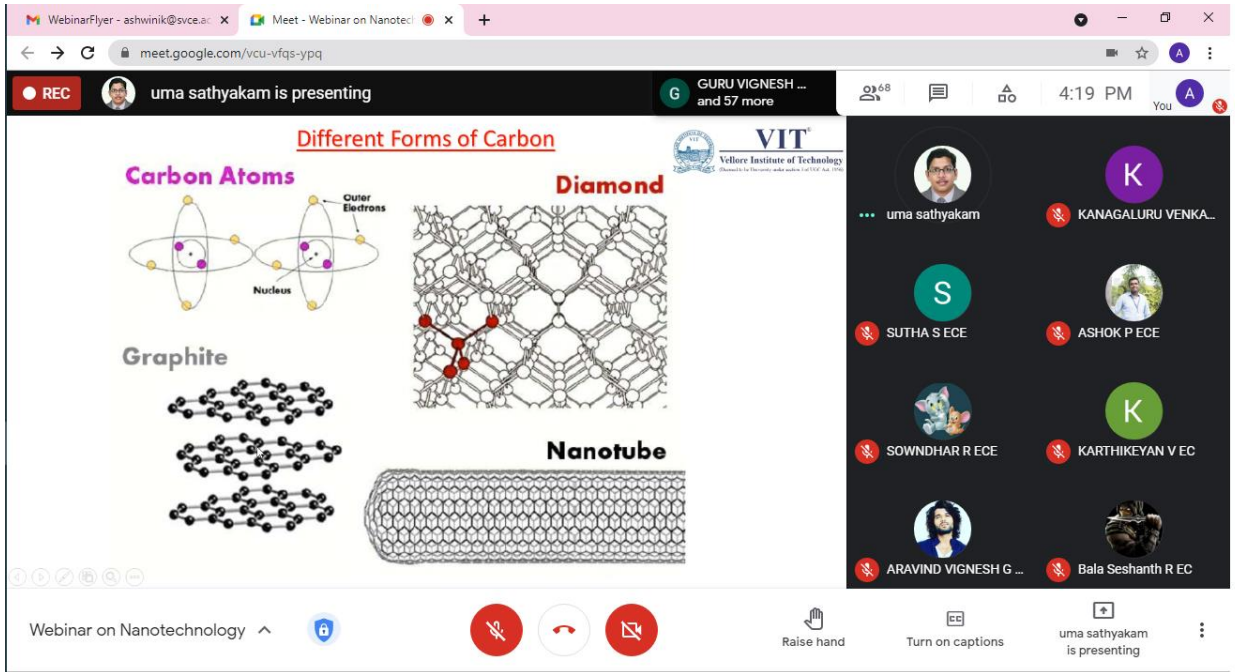 WebinarFlyer - ashwinik@svce.ac
Meet - Webinar on Nanotech
meet.google.com/vcu-vfqs-ypq
A
REC
uma sathyakam is presenting
G
GURU VIGNESH ...
and 57 more
68
4:19 PM
You
A
Different Forms of Carbon
VIT
Vellore Institute of Technology
Carbon Atoms
Outer
Electrons
Nucleus
Diamond
Graphite
Nanotube
uma sathyakam
K
KANAGALURU VENKA...
S
SUTHA S ECE
ASHOK P ECE
SOWNDHAR R ECE
K
KARTHIKEYAN V EC
ARAVIND VIGNESH G ...
Bala Seshanth R EC
Webinar on Nanotechnology
Raise hand
CC
Turn on captions
uma sathyakam
is presenting